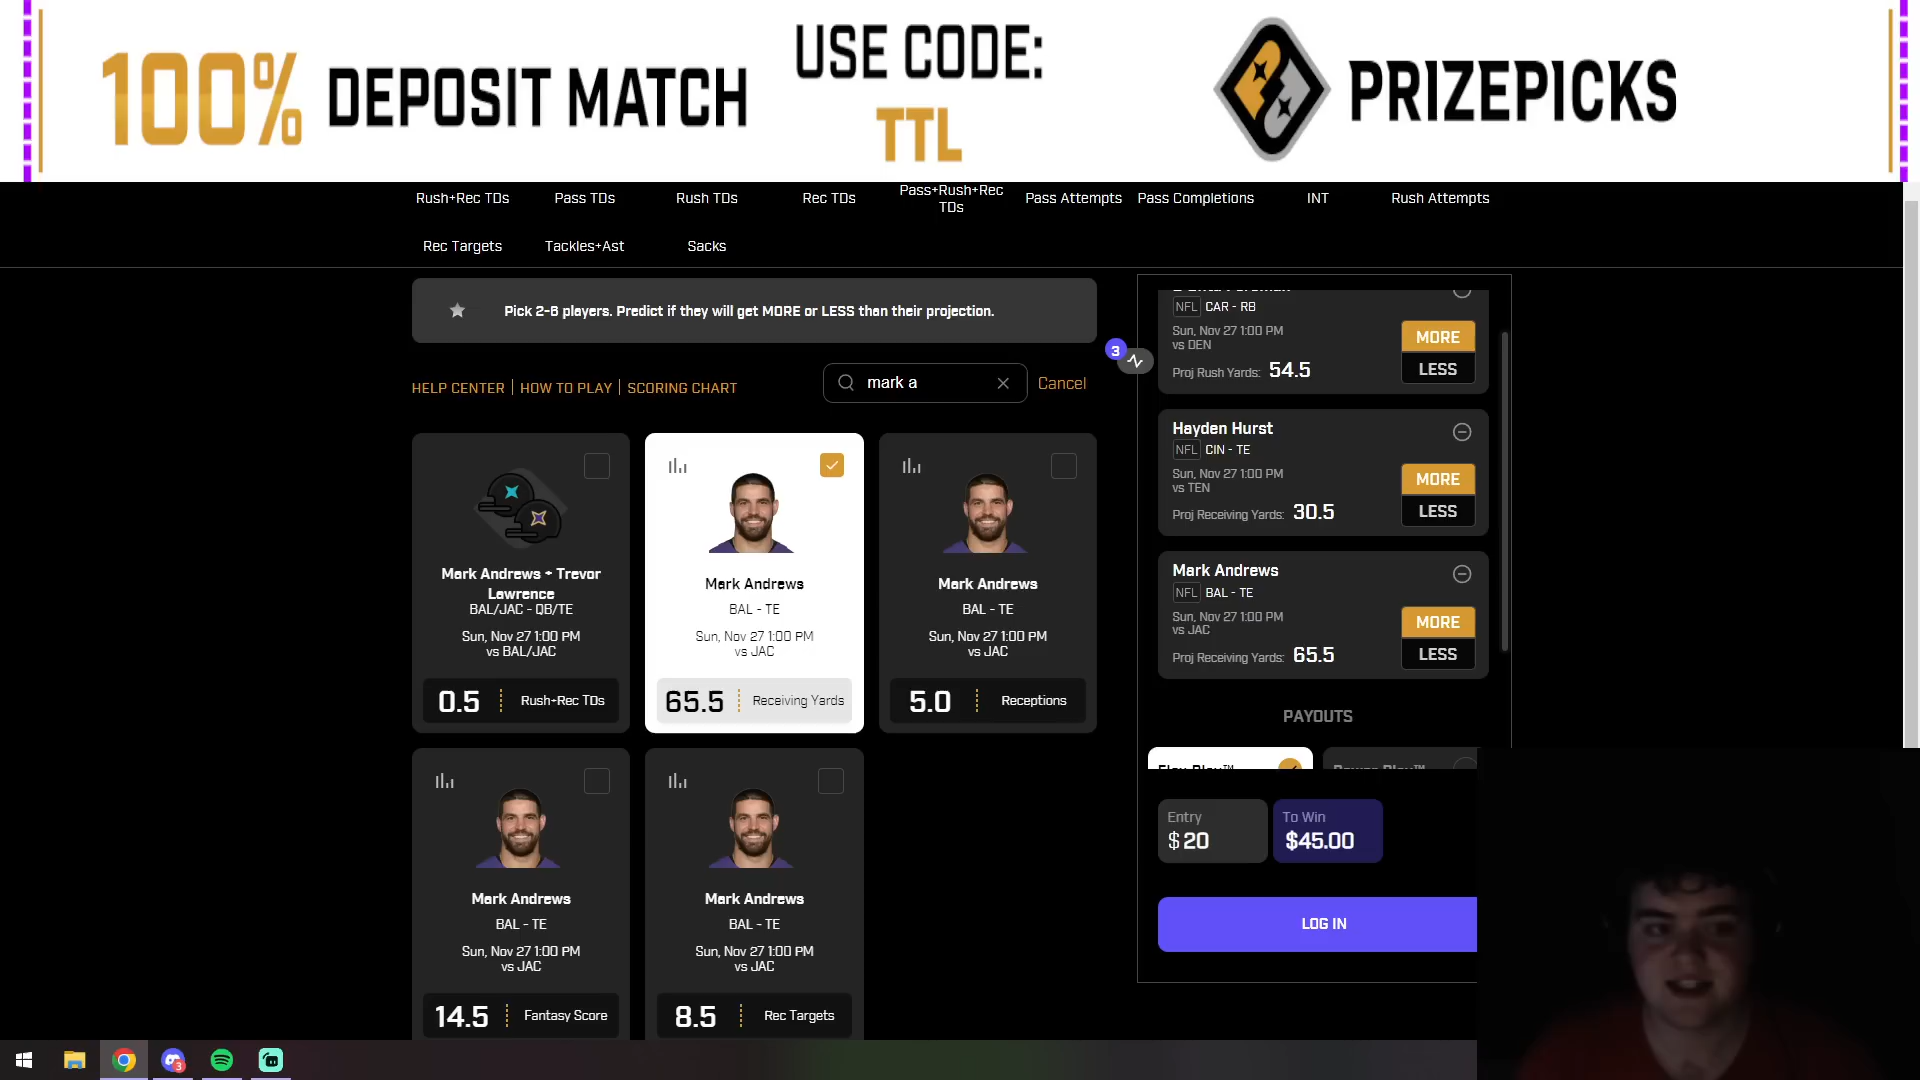 100% DEPOSIT MATCH
USE CODE:
TTL
PRIZEPICKS
Rush+Rec TDs
Pass TDs
Rush TDs
Rec TDs
Pass+Rush+Rec
TDs
Pass Attempts
Pass Completions
INT
Rush Attempts
Rec Targets
Tackles+Ast
Sacks
Pick 2-6 players. Predict if they will get MORE or LESS than their projection.
HELP CENTER
HOW TO PLAY
SCORING CHART
mark a
Cancel
Mark Andrews + Trevor
Lawrence
BAL/JAC - QB/TE
Sun, Nov 27 1:00 PM
vs BAL/JAC
0.5
Rush+Rec TDs
Mark Andrews
BAL - TE
Sun, Nov 27 1:00 PM
vs JAC
65.5
Receiving Yards
Mark Andrews
BAL - TE
Sun, Nov 27 1:00 PM
vs JAC
5.0
Receptions
Mark Andrews
BAL - TE
Sun, Nov 27 1:00 PM
vs JAC
14.5
Fantasy Score
Mark Andrews
BAL - TE
Sun, Nov 27 1:00 PM
vs JAC
8.5
Rec Targets
3
NFL CAR - RB
Sun, Nov 27 1:00 PM
vs DEN
Proj Rush Yards: 54.5
MORE
LESS
Hayden Hurst
NFL CIN - TE
Sun, Nov 27 1:00 PM
vs TEN
Proj Receiving Yards: 30.5
MORE
LESS
Mark Andrews
NFL BAL - TE
Sun, Nov 27 1:00 PM
vs JAC
Proj Receiving Yards: 65.5
MORE
LESS
PAYOUTS
Entry
$ 20
To Win
$45.00
LOG IN
3